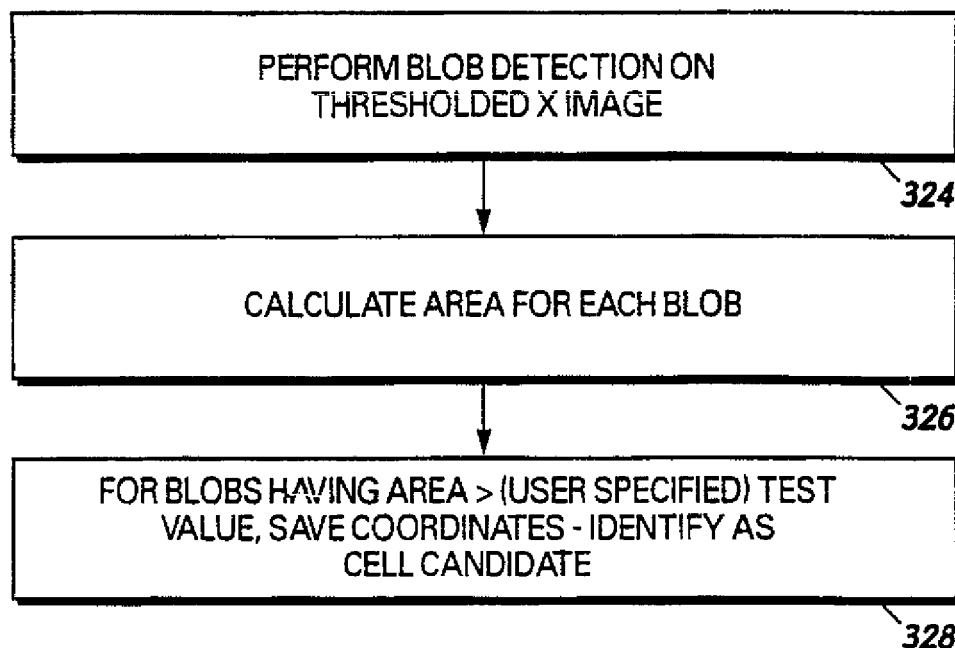 PERFORM BLOB DETECTION ON
THRESHOLDED X IMAGE
324
CALCULATE AREA FOR EACH BLOB
326
FOR BLOBS HAVING AREA > (USER SPECIFIED) TEST
VALUE, SAVE COORDINATES - IDENTIFY AS
CELL CANDIDATE
328